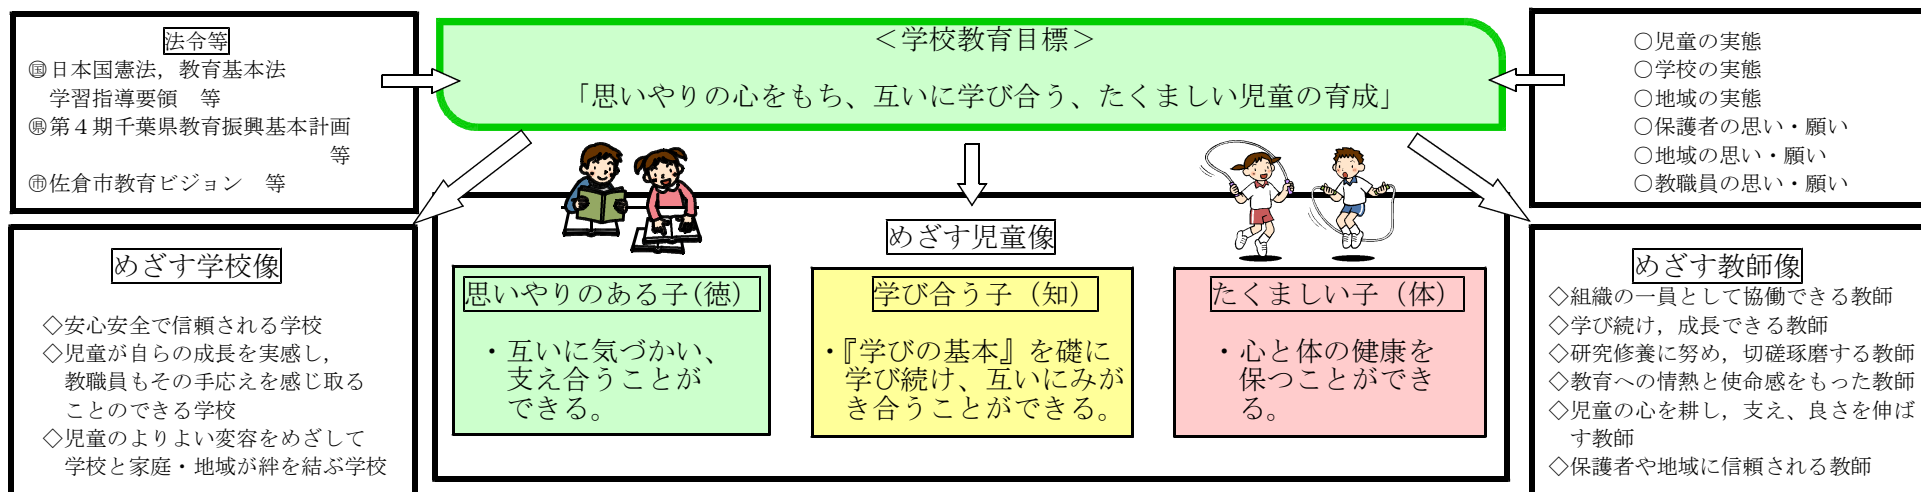 法令等
㊩日本国憲法，教育基本法
学習指導要領　等
㊩第４期千葉県教育振興基本計画
等
㊩佐倉市教育ビジョン　等
＜学校教育目標＞
「思いやりの心をもち、互いに学び合う、たくましい児童の育成」
○児童の実態
○学校の実態
○地域の実態
○保護者の思い・願い
○地域の思い・願い
○教職員の思い・願い
めざす学校像
◇安心安全で信頼される学校
◇児童が自らの成長を実感し，
教職員もその手応えを感じ取る
ことのできる学校
◇児童のよりよい変容をめざして
学校と家庭・地域が絆を結ぶ学校
めざす児童像
思いやりのある子(徳）
・互いに気づかい、
支え合うことが
できる。
学び合う子（知）
・『学びの基本』を礎に
学び続け、互いにみが
き合うことができる。
たくましい子（体）
・心と体の健康を
保つことができ
る。
めざす教師像
◇組織の一員として協働できる教師
◇学び続け，成長できる教師
◇研究修養に努め，切磋琢磨する教師
◇教育への情熱と使命感をもった教師
◇児童の心を耕し，支え、良さを伸ば
す教師
◇保護者や地域に信頼される教師